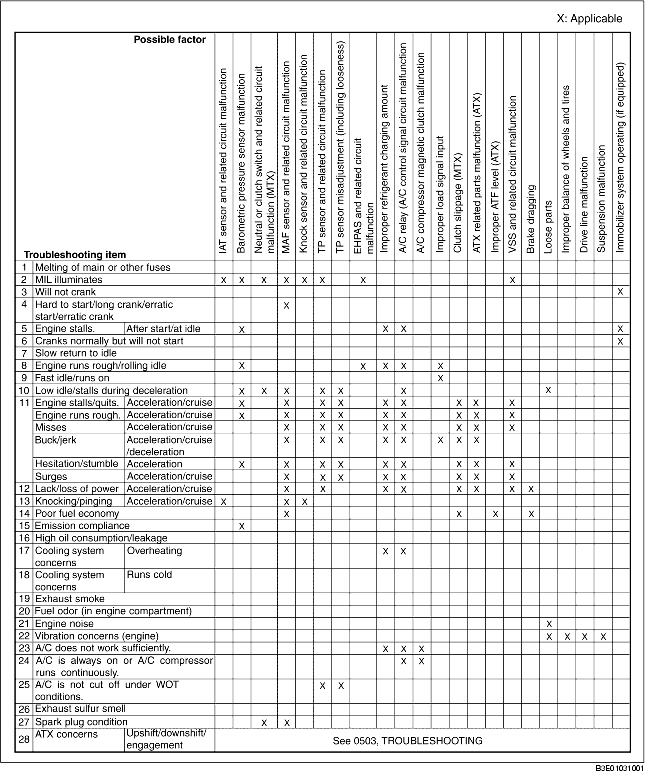 X: Applicable
Possible factor
Troubleshooting item
IAT sensor and related circuit malfunction
Barometric pressure sensor malfunction
Neutral or clutch switch and related circuit
malfunction (MTX)
MAF sensor and related circuit malfunction
Knock sensor and related circuit malfunction
TP sensor and related circuit malfunction
TP sensor misadjustment (including looseness)
EHPAS and related circuit
malfunction
Improper refrigerant charging amount
A/C relay (A/C control signal circuit malfunction
A/C compressor magnetic clutch malfunction
Improper load signal input
Clutch slippage (MTX)
ATX related parts malfunction (ATX)
Improper ATF level (ATX)
VSS and related circuit malfunction
Brake dragging
Loose parts
Improper balance of wheels and tires
Drive line malfunction
Suspension malfunction
Immobilizer system operating (if equipped)
1 Melting of main or other fuses
2 MIL illuminates X X X X X X X X
3 Will not crank X
4 Hard to start/long crank/erratic X
start/erratic crank
5 Engine stalls. After start/at idle X X X X
6 Cranks normally but will not start X
7 Slow return to idle
8 Engine runs rough/rolling idle X X X X X
9 Fast idle/runs on X
10 Low idle/stalls during deceleration X X X X X X X
11 Engine stalls/quits. Acceleration/cruise X X X X X X X X X
Engine runs rough. Acceleration/cruise X X X X X X X X X
Misses Acceleration/cruise X X X X X X X X
Buck/jerk Acceleration/cruise X X X X X X X X
/deceleration
Hesitation/stumble Acceleration X X X X X X X X X
Surges Acceleration/cruise X X X X X X X X
12 Lack/loss of power Acceleration/cruise X X X X X X X X
13 Knocking/pinging Acceleration/cruise X X X
14 Poor fuel economy X X X X
15 Emission compliance X
16 High oil consumption/leakage
17 Cooling system Overheating X X
concerns
18 Cooling system Runs cold
concerns
19 Exhaust smoke
20 Fuel odor (in engine compartment)
21 Engine noise X
22 Vibration concerns (engine) X X X X
23 A/C does not work sufficiently. X X X
24 A/C is always on or A/C compressor X X
runs continuously.
25 A/C is not cut off under WOT X X
conditions.
26 Exhaust sulfur smell
27 Spark plug condition X X
28 ATX concerns Upshift/downshift/
engagement
See 0503, TROUBLESHOOTING
B3E01031001